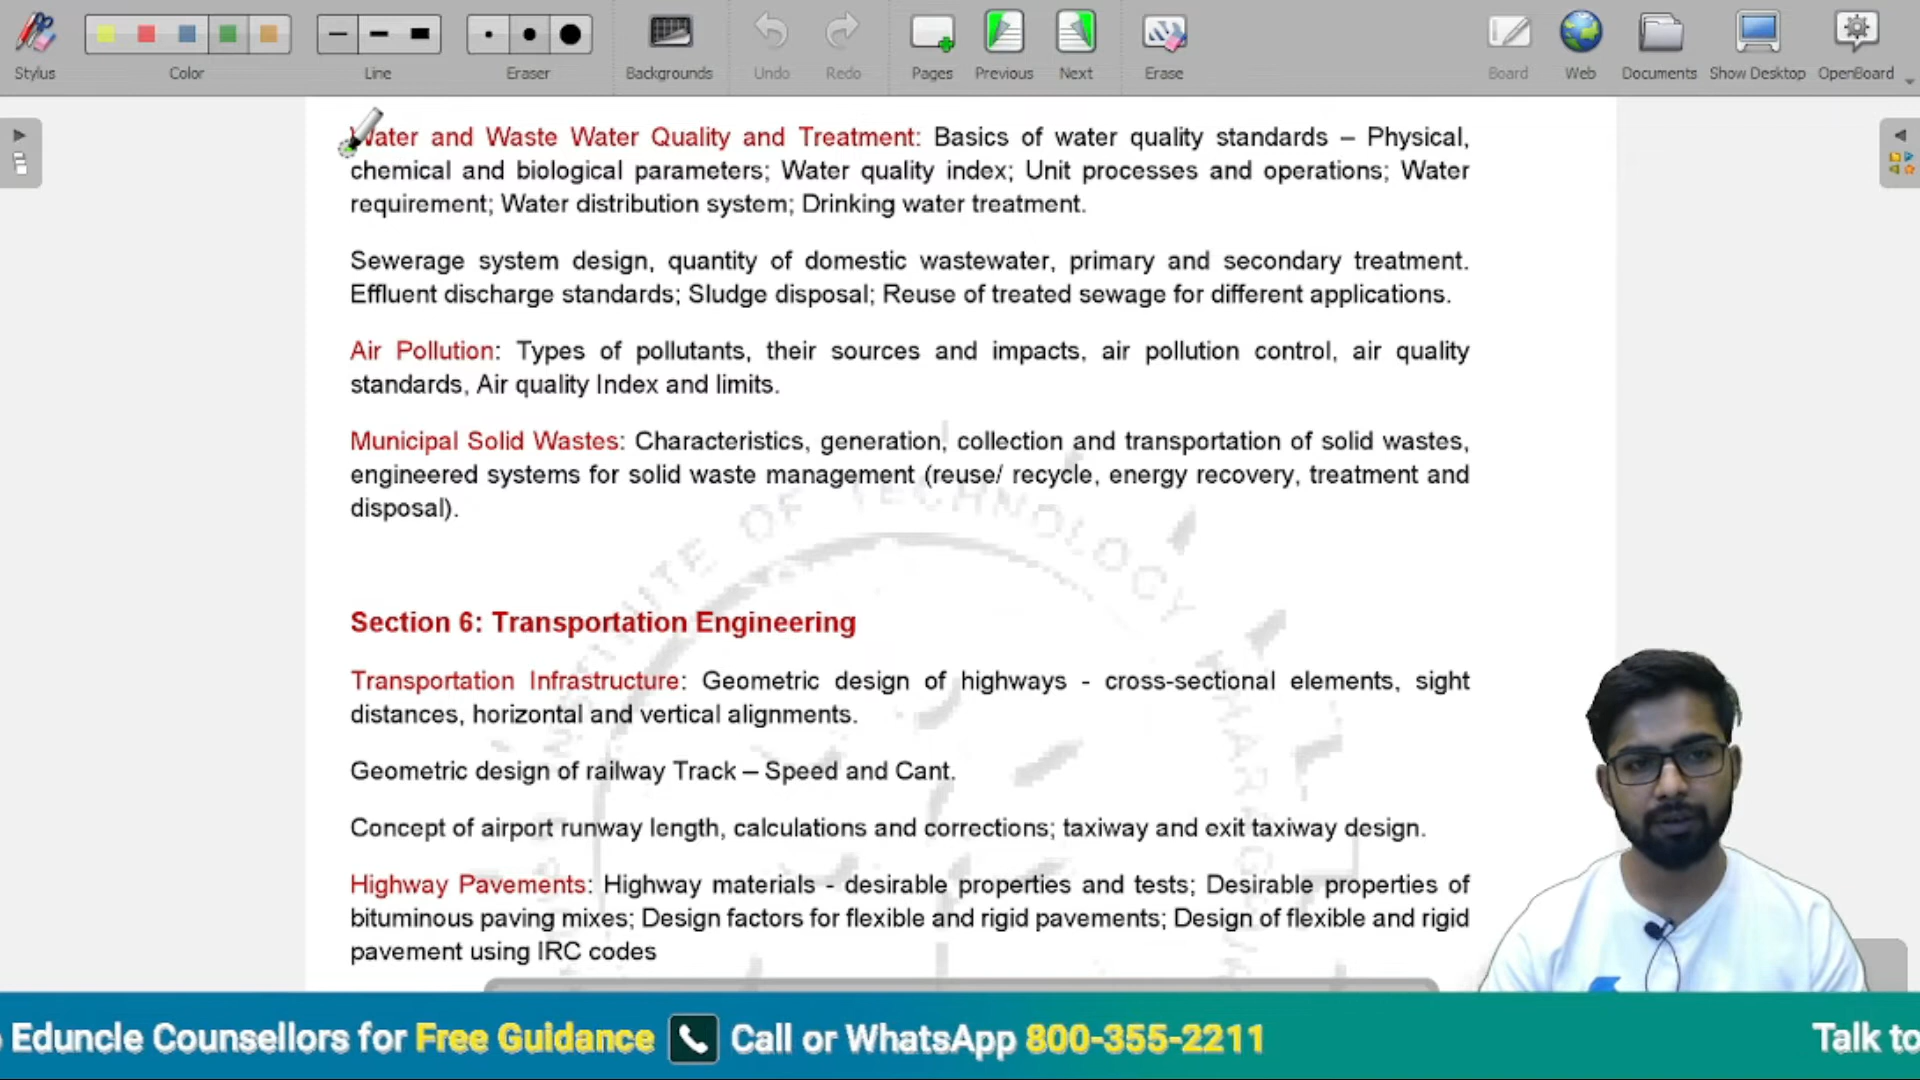 Stylus
Color
Line
Eraser
Backgrounds
Undo
Redo
Pages
Previous
Next
Erase
Board
Web
Documents
Show Desktop
OpenBoard
Water and Waste Water Quality and Treatment: Basics of water quality standards – Physical,
chemical and biological parameters; Water quality index; Unit processes and operations; Water
requirement; Water distribution system; Drinking water treatment.
Sewerage system design, quantity of domestic wastewater, primary and secondary treatment.
Effluent discharge standards; Sludge disposal; Reuse of treated sewage for different applications.
Air Pollution: Types of pollutants, their sources and impacts, air pollution control, air quality
standards, Air quality Index and limits.
Municipal Solid Wastes: Characteristics, generation, collection and transportation of solid wastes,
engineered systems for solid waste management (reuse/ recycle, energy recovery, treatment and
disposal).
INSTITUTE OF TECHNOLOGY
Section 6: Transportation Engineering
Transportation Infrastructure: Geometric design of highways - cross-sectional elements, sight
distances, horizontal and vertical alignments.
Geometric design of railway Track – Speed and Cant.
Concept of airport runway length, calculations and corrections; taxiway and exit taxiway design.
Highway Pavements: Highway materials - desirable properties and tests; Desirable properties of
bituminous paving mixes; Design factors for flexible and rigid pavements; Design of flexible and rigid
pavement using IRC codes
Eduncle Counsellors for Free Guidance Call or WhatsApp 800-355-2211 Talk to